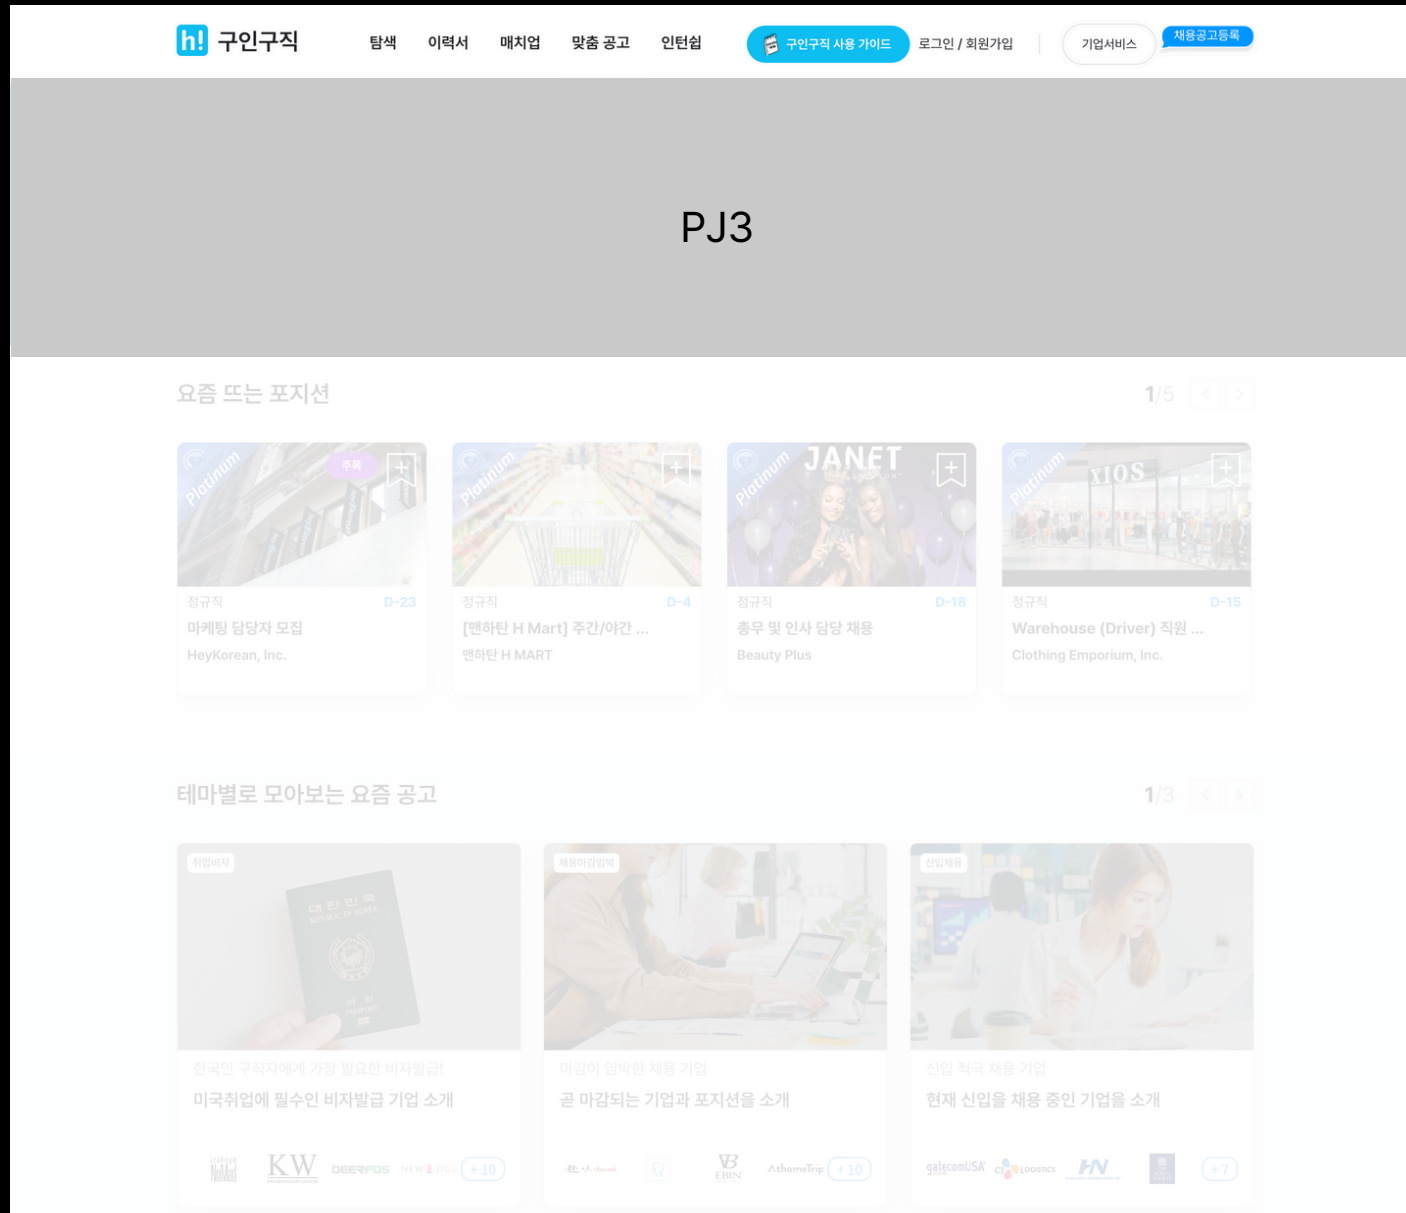 h! 구인구직
탐색 이력서 매치업 맞춤 공고 인턴쉽
구인구직 사용 가이드
로그인 / 회원가입
기업서비스
채용공고등록
PJ3
요즘 뜨는 포지션
1/5
Platinum
주목
정규직 D-23
마케팅 담당자 모집
HeyKorean, Inc.
Platinum
정규직 D-4
[맨하탄 H Mart] 주간/야간 ...
맨하탄 H MART
Platinum
JANET
정규직 D-18
총무 및 인사 담당 채용
Beauty Plus
Platinum
XIOS
정규직 D-15
Warehouse (Driver) 직원 ...
Clothing Emporium, Inc.
테마별로 모아보는 요즘 공고
1/3
취업비자
대한민국
REPUBLIC OF KOREA
여권
PASSPORT
한국인 구직자에게 가장 필요한 비자발급!
미국취업에 필수인 비자발급 기업 소개
KW
DEERFOS
+ 10
채용마감임박
마감이 임박한 채용 기업
곧 마감되는 기업과 포지션을 소개
EBIN
AthomeTrip
+ 10
신입채용
신입 적극 채용 기업
현재 신입을 채용 중인 기업을 소개
gatecomUSA
CJ LOGISTICS
HN
+ 7